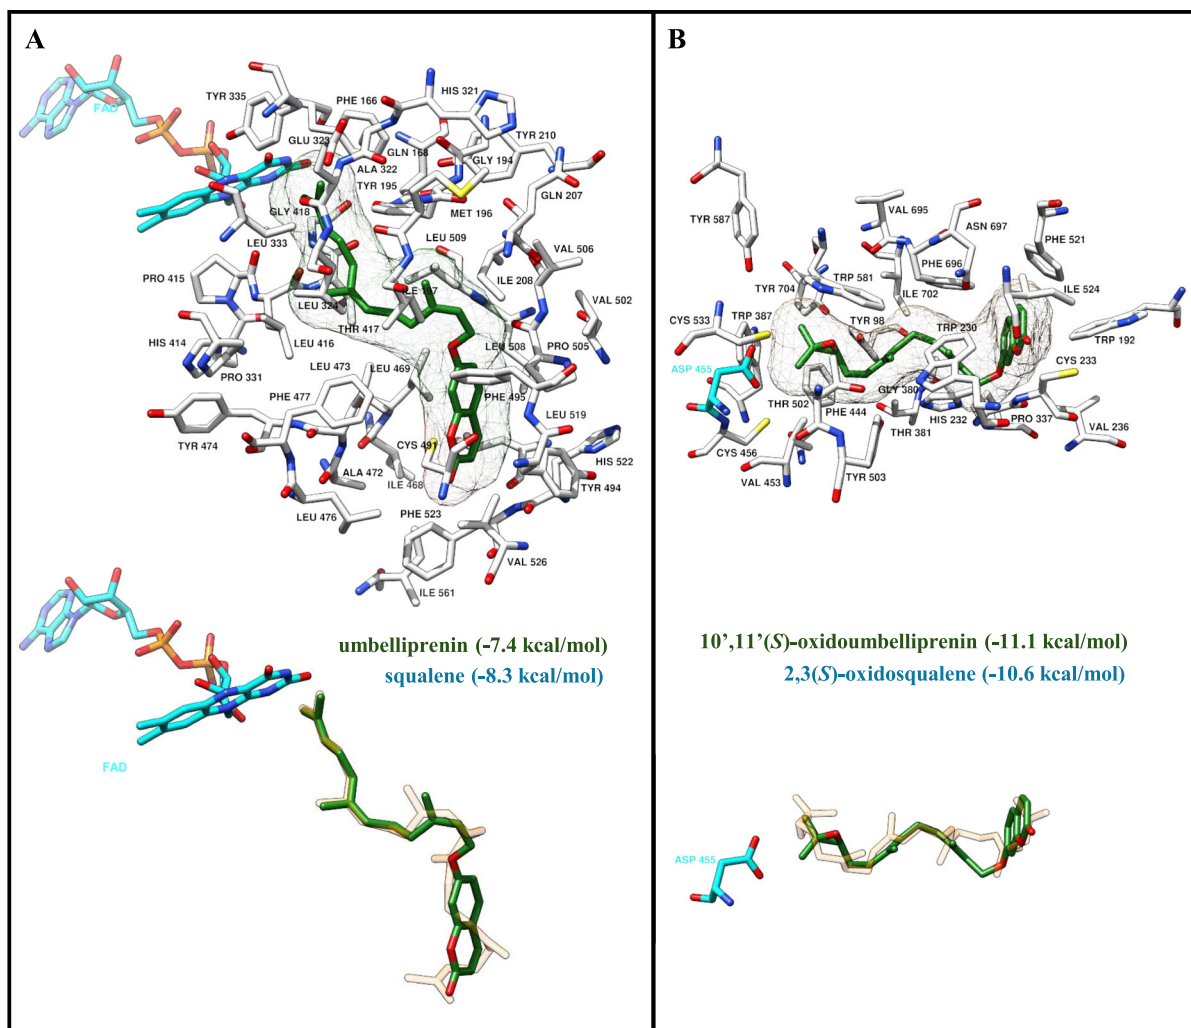 A
FAD
TYR 335
PHE 166
HIS 321
GLU 323
GLN 168
TYR 210
GLY 194
ALA 322
TYR 195
GLN 207
GLY 418
MET 196
LEU 333
LEU 509
VAL 506
PRO 415
ILE 208
ILE 197
LEU 324
VAL 502
THR 417
HIS 414
LEU 416
LEU 508
PRO 505
PRO 331
LEU 473
LEU 469
PHE 477
PHE 495
LEU 519
TYR 474
CYS 491
HIS 522
ALA 472
ILE 468
TYR 494
LEU 476
PHE 523
VAL 526
ILE 561
umbelliprenin (-7.4 kcal/mol)
squalene (-8.3 kcal/mol)
FAD
B
TYR 587
VAL 695
ASN 697
PHE 521
PHE 696
TRP 581
TYR 704
ILE 702
ILE 524
CYS 533
TRP 387
TYR 98
TRP 230
TRP 192
ASP 455
CYS 233
GLY 380
THR 502
PHE 444
PRO 337
HIS 232
THR 381
VAL 236
CYS 456
VAL 453
TYR 503
10’,11’(S)-oxidoumbelliprenin (-11.1 kcal/mol)
2,3(S)-oxidosqualene (-10.6 kcal/mol)
ASP 455